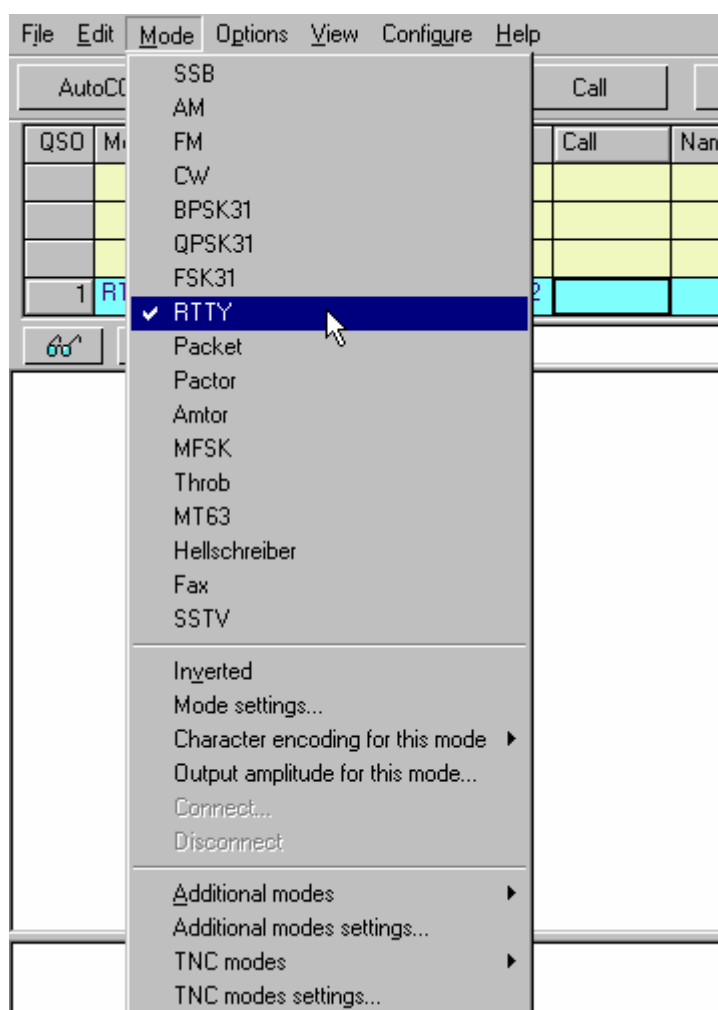 File Edit Mode Options View Configure Help
AutoCQ Call
QSO Call
1
SSB
AM
FM
CW
BPSK31
QPSK31
FSK31
RTTY
Packet
Pactor
Amtor
MFSK
Throb
MT63
Hellschreiber
Fax
SSTV
Inverted
Mode settings...
Character encoding for this mode
Output amplitude for this mode...
Connect...
Disconnect
Additional modes
Additional modes settings...
TNC modes
TNC modes settings...